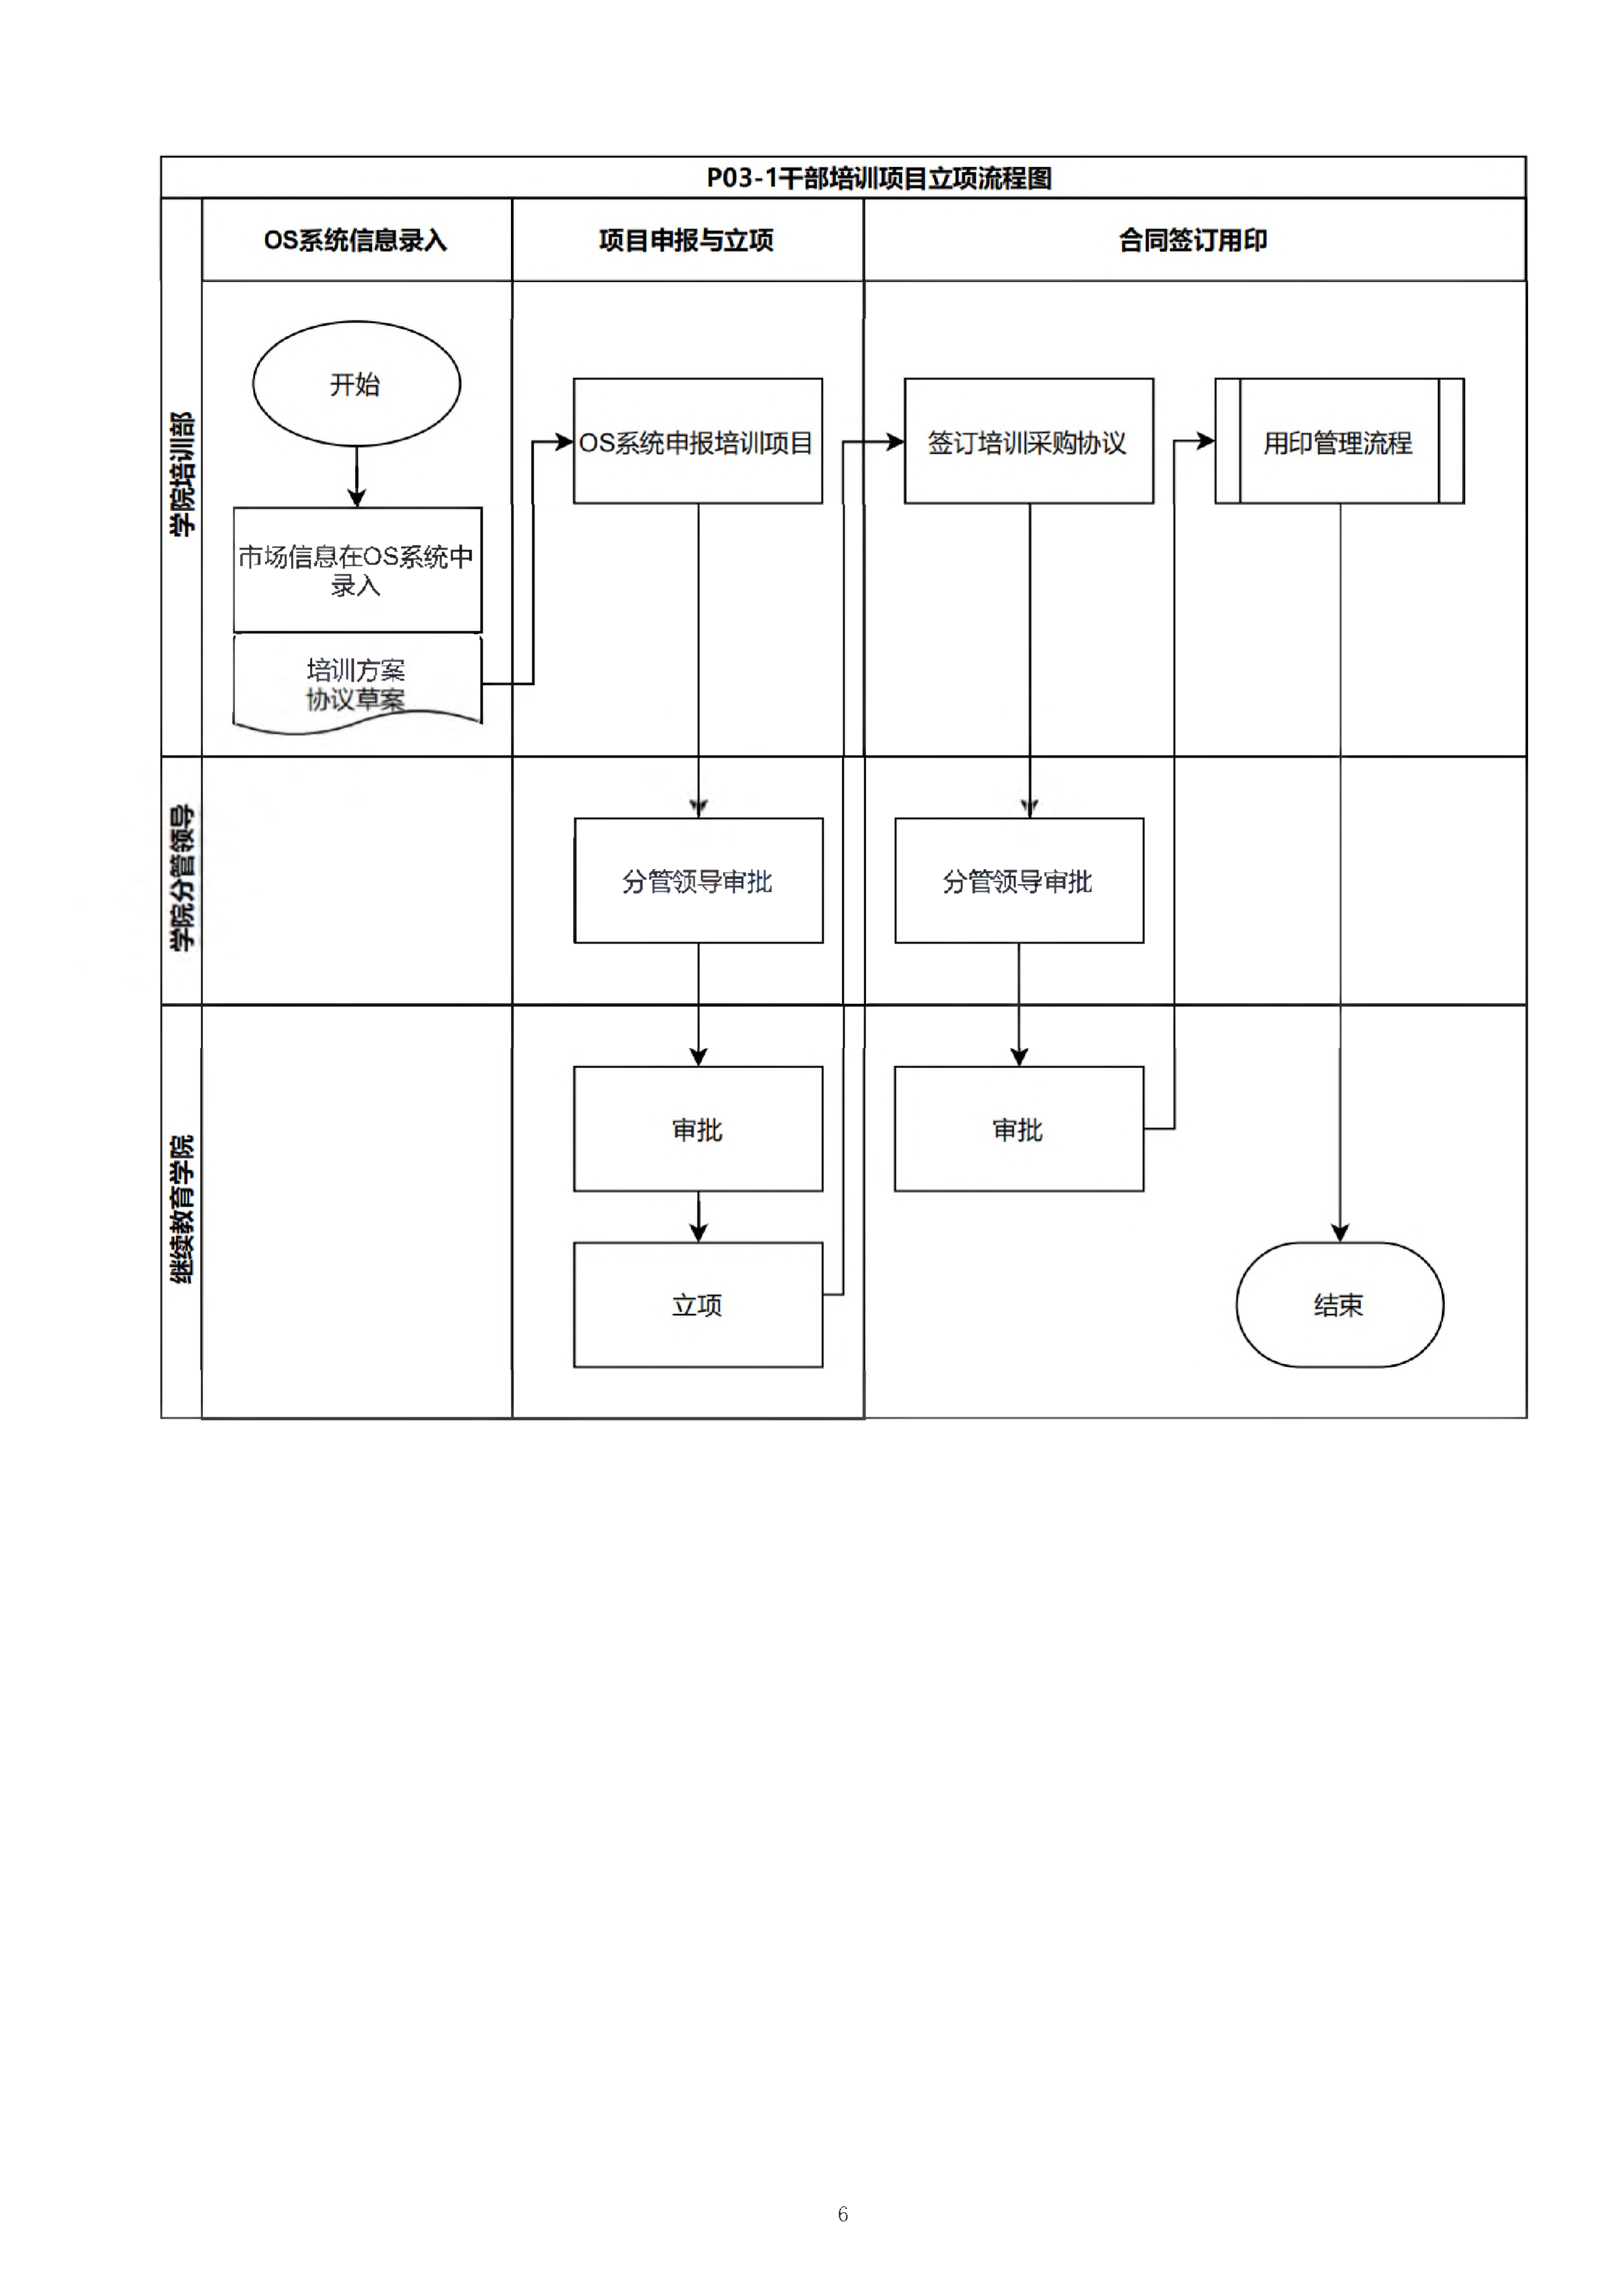 P03-1干部培训项目立项流程图
OS系统信息录入
项目申报与立项
合同签订用印
学院培训部
开始
市场信息在OS系统中
录入
培训方案
协议草案
OS系统申报培训项目
签订培训采购协议
用印管理流程
学院分管领导
分管领导审批
分管领导审批
继续教育学院
审批
审批
立项
结束
6